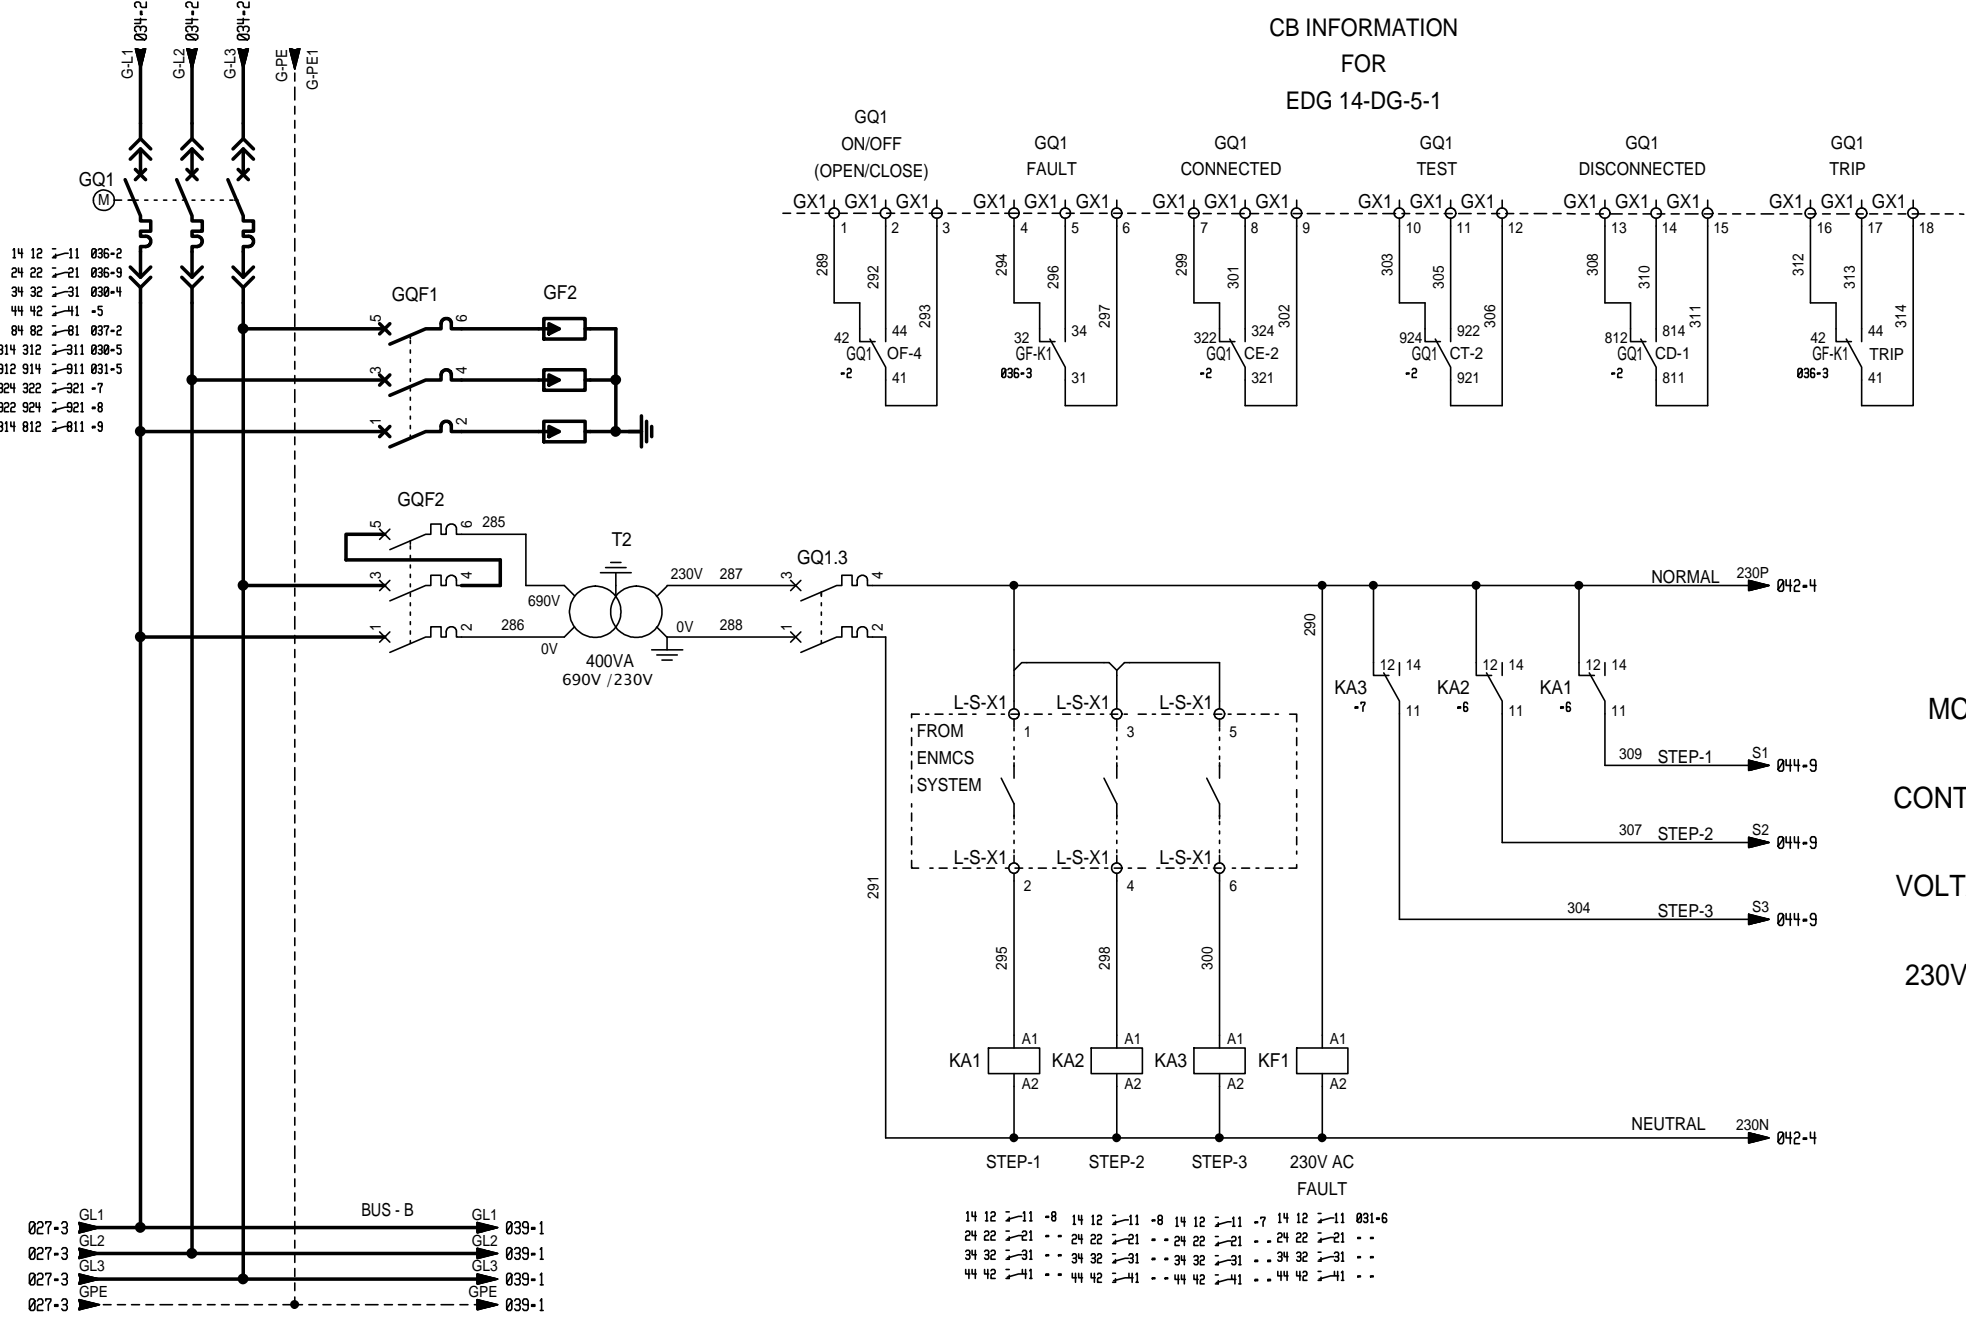 CB INFORMATION
FOR
EDG 14-DG-5-1
034-2 034-2 034-2
G-L1 G-L2 G-L3 G-PE G-PE1
GQ1
M
14 12 11 036-2
24 22 21 036-9
34 32 31 030-4
44 42 41 -5
84 82 81 037-2
314 312 311 030-5
912 914 911 031-5
324 322 321 -7
922 924 921 -8
814 812 811 -9
GQ1
ON/OFF
(OPEN/CLOSE)
GX1 GX1 GX1
1 2 3
289 292 293
42 44
GQ1 OF-4
-2 41
GQ1
FAULT
GX1 GX1 GX1
4 5 6
294 296 297
32 34
GF-K1
036-3 31
GQ1
CONNECTED
GX1 GX1 GX1
7 8 9
299 301 302
322 324
GQ1 CE-2
-2 321
GQ1
TEST
GX1 GX1 GX1
10 11 12
303 305 306
924 922
GQ1 CT-2
-2 921
GQ1
DISCONNECTED
GX1 GX1 GX1
13 14 15
308 310 311
812 814
GQ1 CD-1
-2 811
GQ1
TRIP
GX1 GX1 GX1
16 17 18
312 313 314
42 44
GF-K1 TRIP
036-3 41
GQF1 GF2
5 6
3 4
1 2
GQF2
5 6 285
3 4
1 2 286
T2
690V
0V
230V 287
0V 288
400VA
690V /230V
GQ1.3
3 4
1 2
291
NORMAL 230P 042-4
290
L-S-X1 L-S-X1 L-S-X1
1 3 5
FROM
ENMCS
SYSTEM
L-S-X1 L-S-X1 L-S-X1
2 4 6
295 298 300
12 14 12 14 12 14
KA3 KA2 KA1
-7 -6 -6
11 11 11
309 STEP-1 S1 044-9
307 STEP-2 S2 044-9
304 STEP-3 S3 044-9
MC
CONT
VOLT
230V
A1 A1 A1 A1
KA1 KA2 KA3 KF1
A2 A2 A2 A2
NEUTRAL 230N 042-4
STEP-1 STEP-2 STEP-3 230V AC
FAULT
14 12 11 -8 14 12 11 -8 14 12 11 -7 14 12 11 031-6
24 22 21 - - 24 22 21 - - 24 22 21 - - 24 22 21 - -
34 32 31 - - 34 32 31 - - 34 32 31 - - 34 32 31 - -
44 42 41 - - 44 42 41 - - 44 42 41 - - 44 42 41 - -
BUS - B
027-3 GL1 GL1 039-1
027-3 GL2 GL2 039-1
027-3 GL3 GL3 039-1
027-3 GPE GPE 039-1